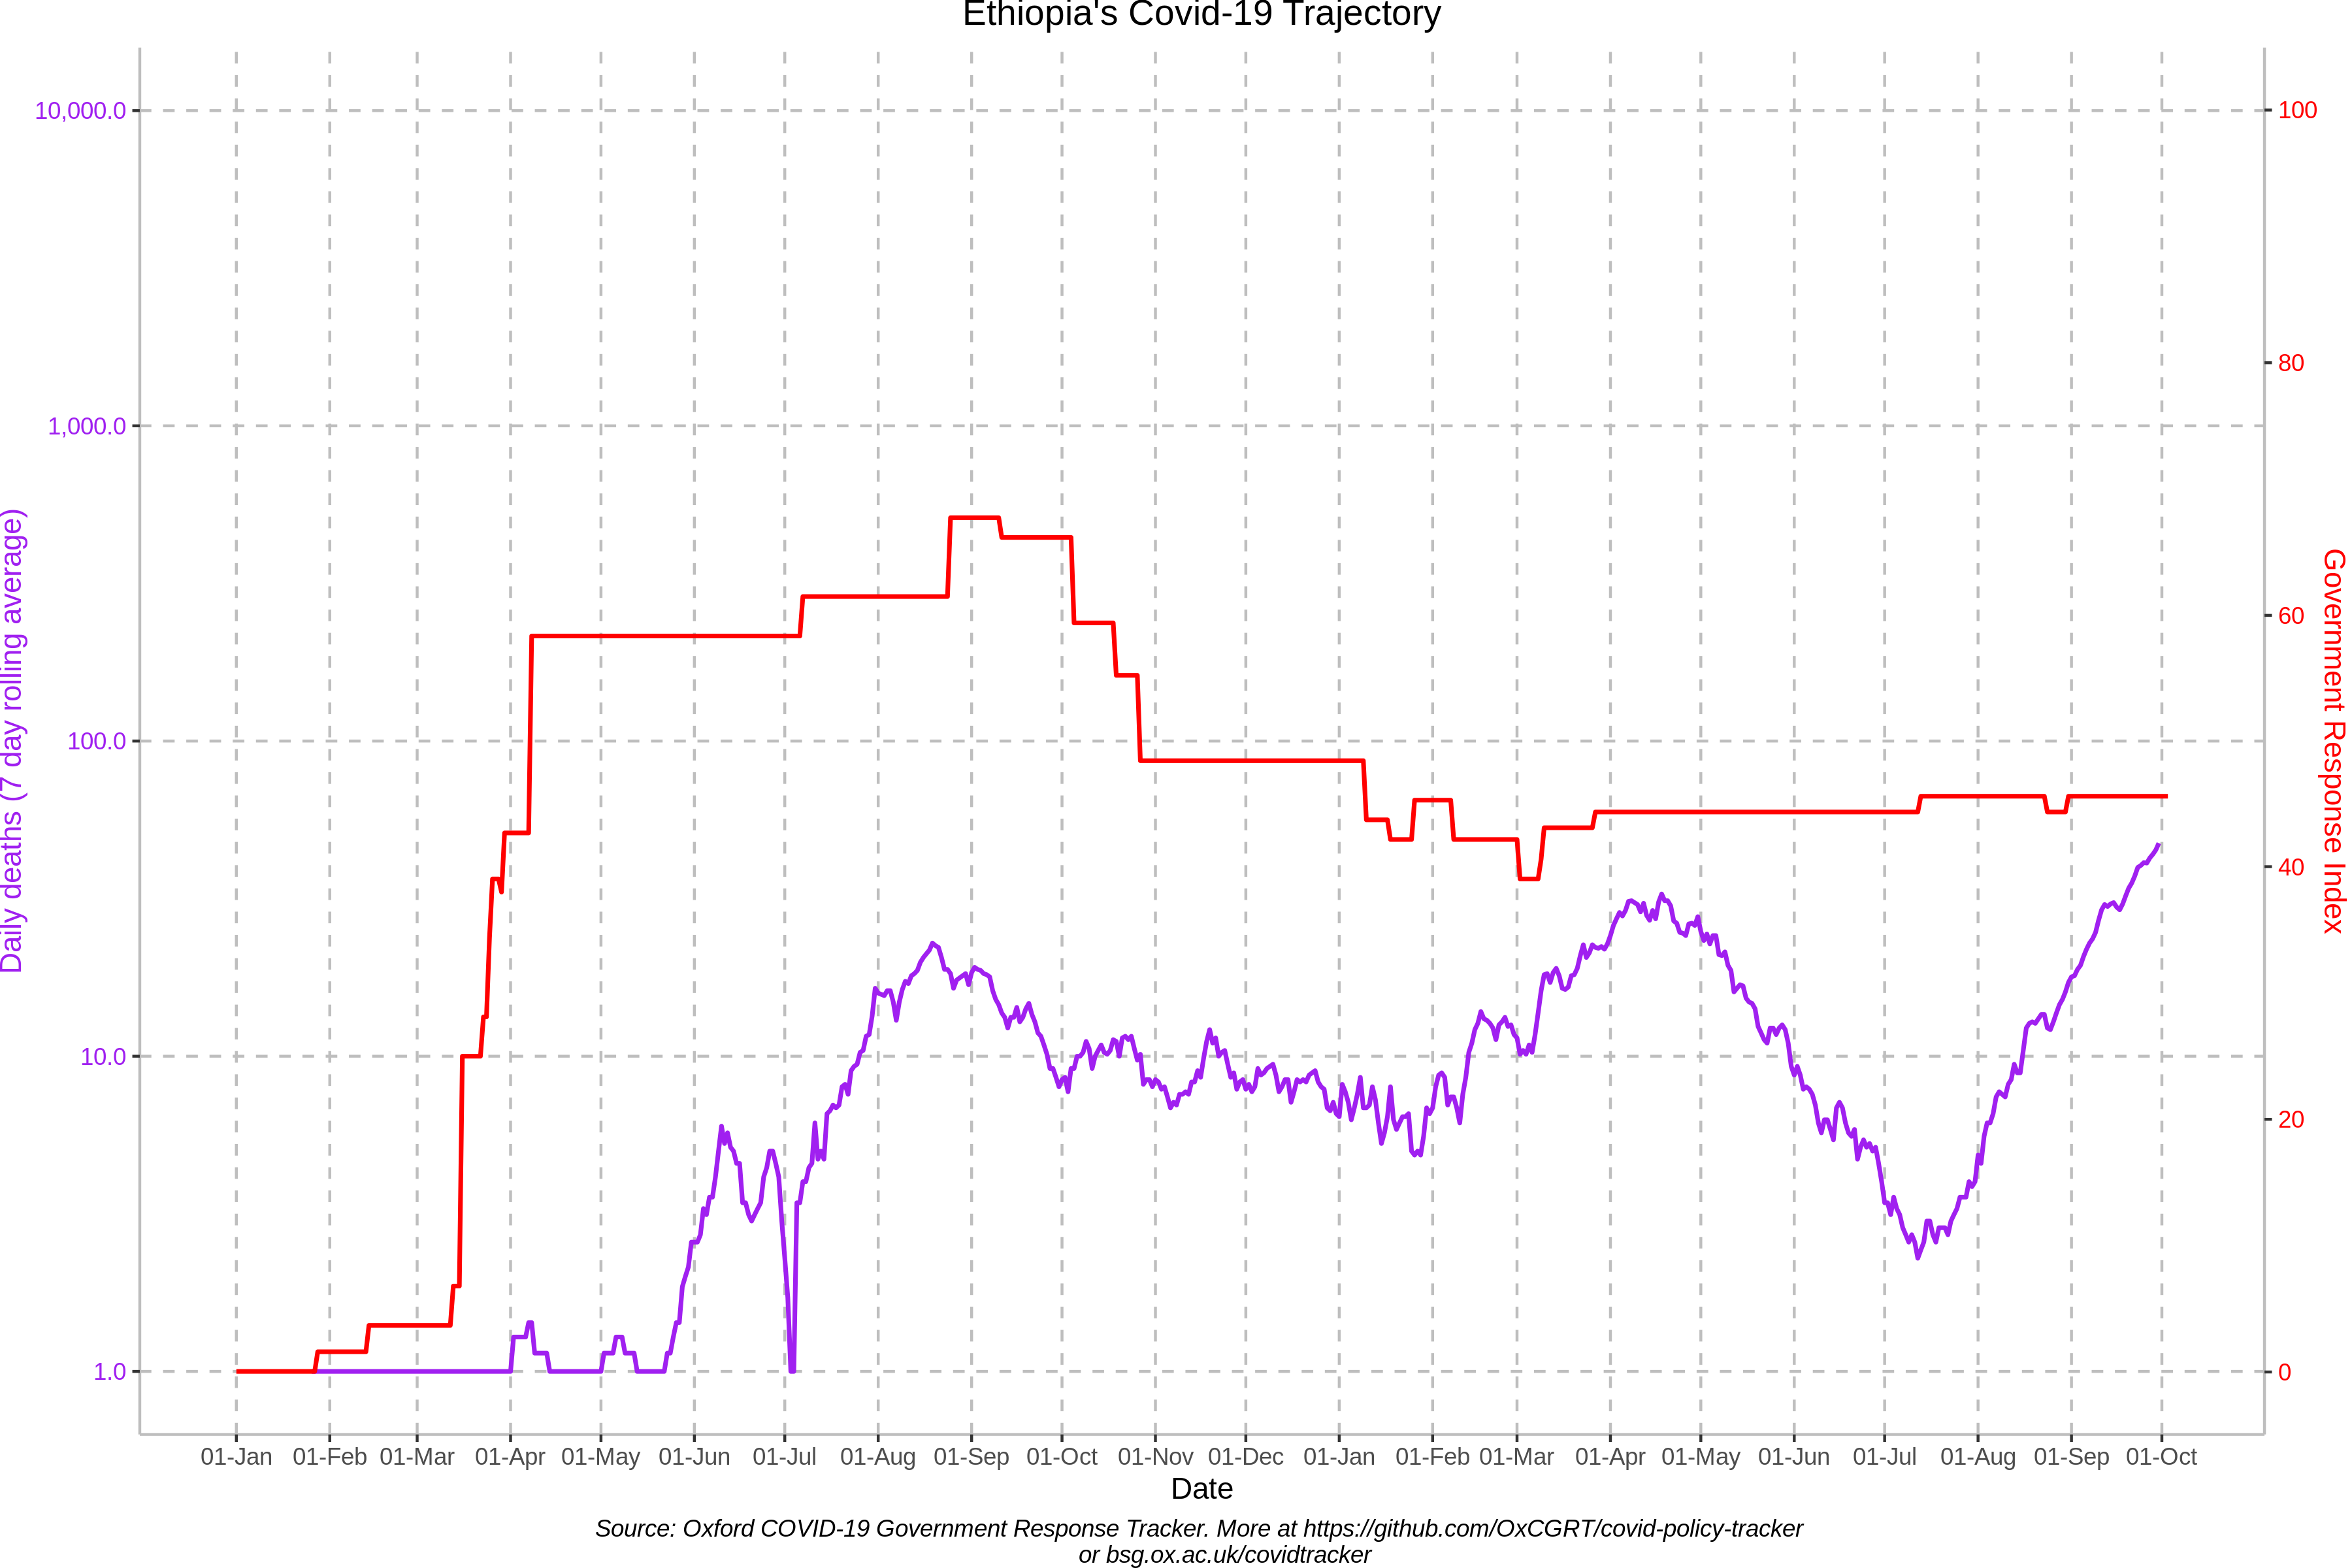 Ethiopia's Covid-19 Trajectory
10,000.0
1,000.0
100.0
10.0
1.0
Daily deaths (7 day rolling average)
100
80
60
40
20
0
Government Response Index
01-Jan 01-Feb 01-Mar 01-Apr 01-May 01-Jun 01-Jul 01-Aug 01-Sep 01-Oct 01-Nov 01-Dec 01-Jan 01-Feb 01-Mar 01-Apr 01-May 01-Jun 01-Jul 01-Aug 01-Sep 01-Oct
Date
Source: Oxford COVID-19 Government Response Tracker. More at https://github.com/OxCGRT/covid-policy-tracker
or bsg.ox.ac.uk/covidtracker